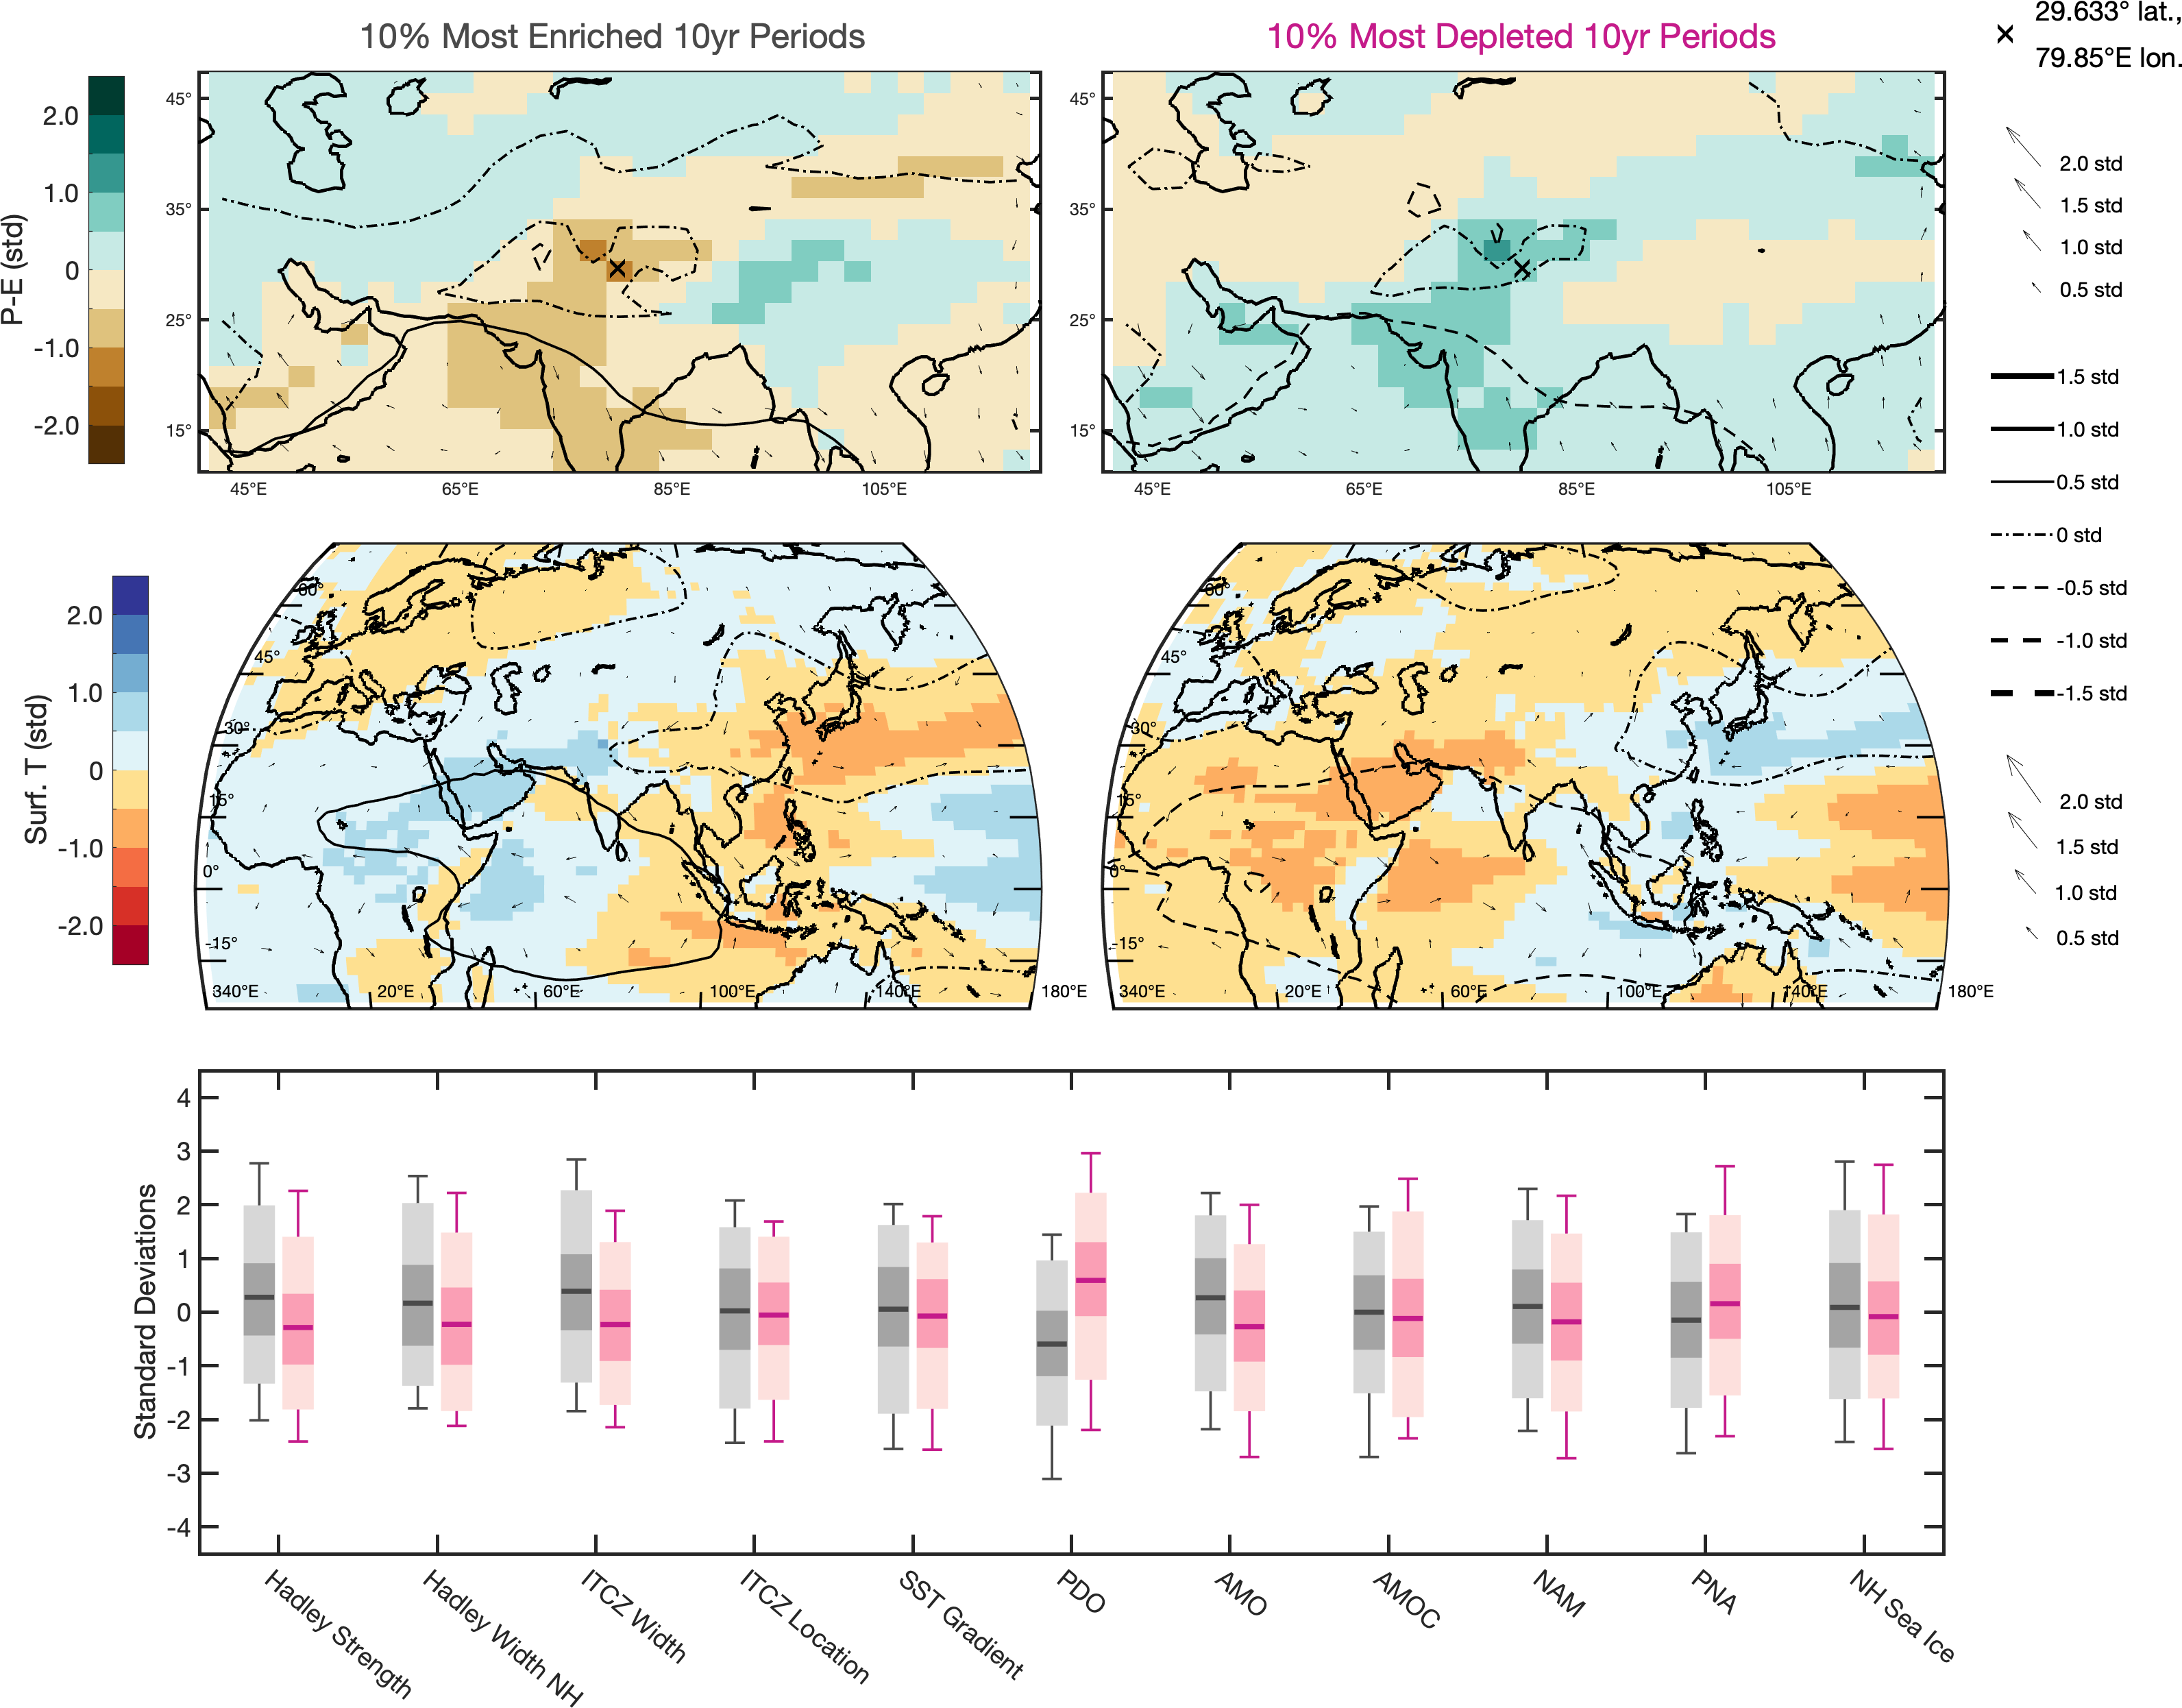 10% Most Enriched 10yr Periods
10% Most Depleted 10yr Periods
29.633° lat.,
79.85°E lon.
P-E (std)
2.0
1.0
0
-1.0
-2.0
45°
35°
25°
15°
45°E
65°E
85°E
105°E
45°
35°
25°
15°
45°E
65°E
85°E
105°E
2.0 std
1.5 std
1.0 std
0.5 std
1.5 std
1.0 std
0.5 std
0 std
-0.5 std
-1.0 std
-1.5 std
Surf. T (std)
2.0
1.0
0
-1.0
-2.0
60°
45°
30°
15°
0°
-15°
340°E
20°E
60°E
100°E
140°E
180°E
60°
45°
30°
15°
0°
-15°
340°E
20°E
60°E
100°E
140°E
180°E
2.0 std
1.5 std
1.0 std
0.5 std
Standard Deviations
4
3
2
1
0
-1
-2
-3
-4
Hadley Strength
Hadley Width NH
ITCZ Width
ITCZ Location
SST Gradient
PDO
AMO
AMOC
NAM
PNA
NH Sea Ice